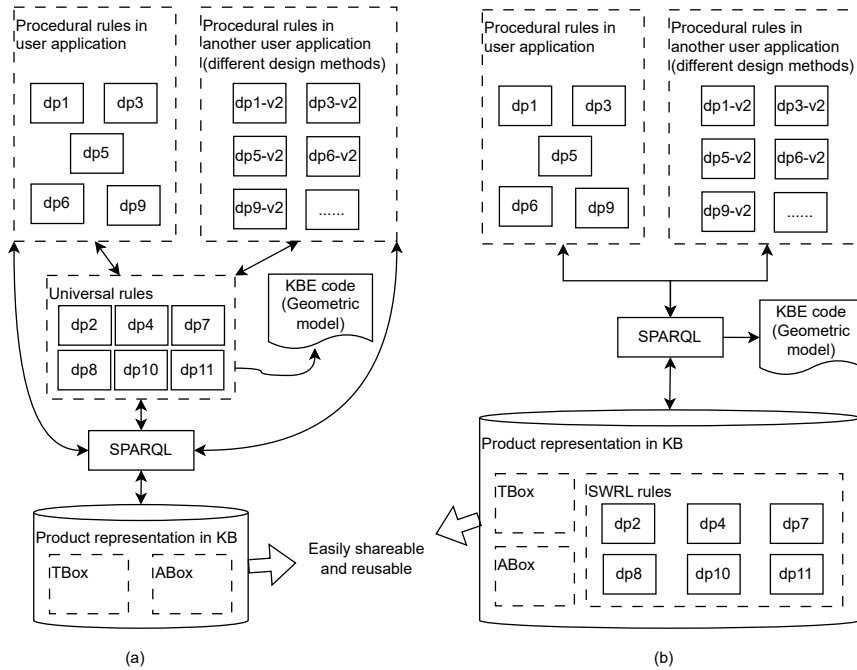 Procedural rules in
user application
dp1
dp3
dp5
dp6
dp9
Procedural rules in
another user application
(different design methods)
dp1-v2
dp3-v2
dp5-v2
dp6-v2
dp9-v2
......
Universal rules
dp2
dp4
dp7
dp8
dp10
dp11
KBE code
(Geometric
model)
SPARQL
Product representation in KB
TBox
ABox
Easily shareable
and reusable
(a)
Procedural rules in
user application
dp1
dp3
dp5
dp6
dp9
Procedural rules in
another user application
(different design methods)
dp1-v2
dp3-v2
dp5-v2
dp6-v2
dp9-v2
......
SPARQL
KBE code
(Geometric
model)
Product representation in KB
TBox
ABox
SWRL rules
dp2
dp4
dp7
dp8
dp10
dp11
(b)